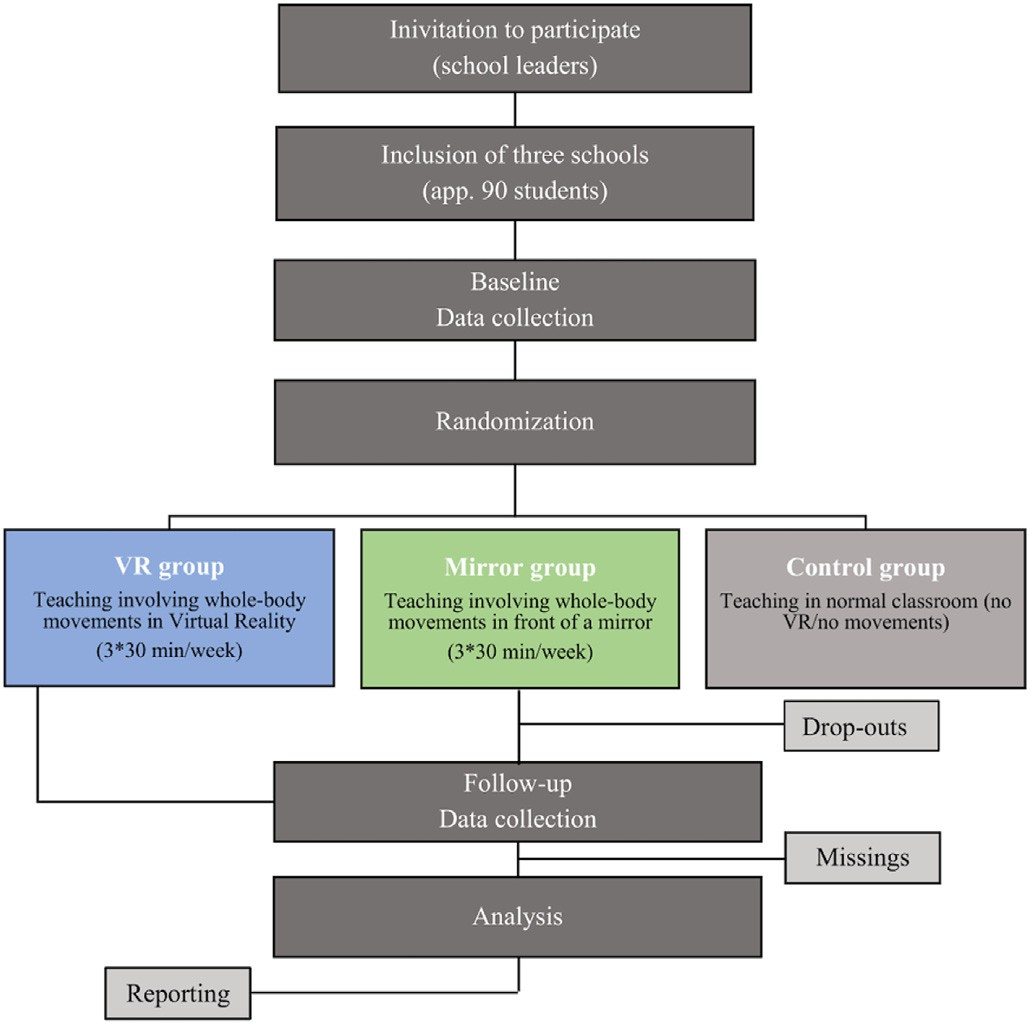 Inivitation to participate
(school leaders)
Inclusion of three schools
(app. 90 students)
Baseline
Data collection
Randomization
VR group
Teaching involving whole-body
movements in Virtual Reality
(3*30 min/week)
Mirror group
Teaching involving whole-body
movements in front of a mirror
(3*30 min/week)
Control group
Teaching in normal classroom (no
VR/no movements)
Drop-outs
Follow-up
Data collection
Missings
Analysis
Reporting